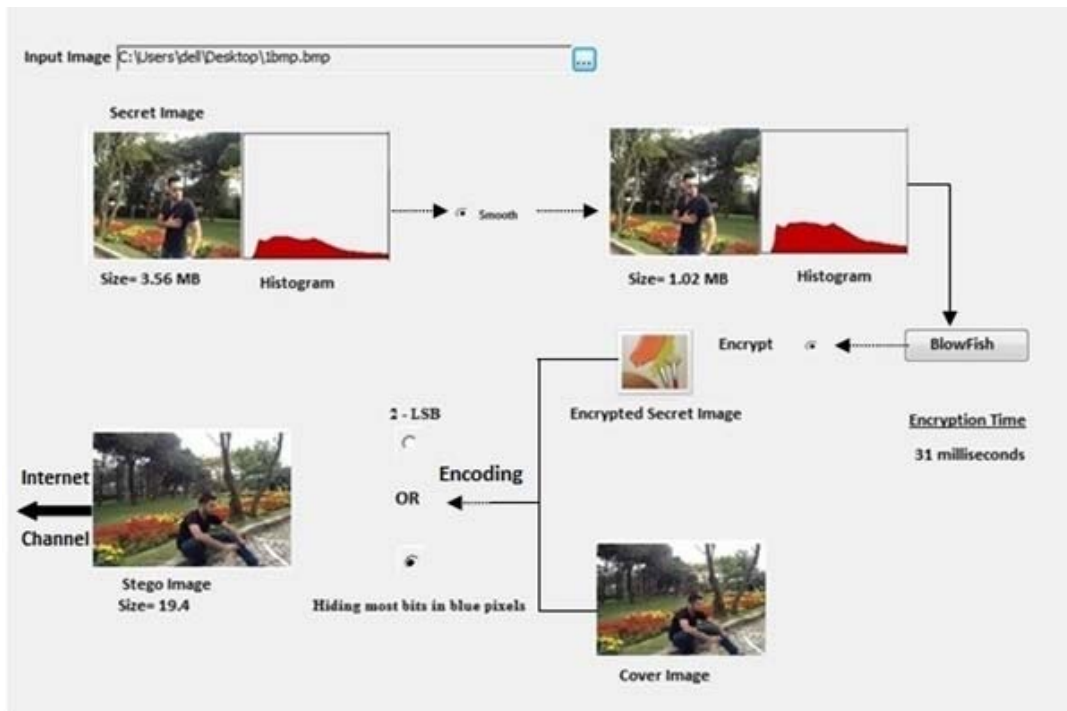 Input Image C:\Users\dell\Desktop\1bmp.bmp ...
Secret Image
Smooth
Size= 3.56 MB
Histogram
Size= 1.02 MB
Histogram
Encrypt
BlowFish
Encrypted Secret Image
Encryption Time
31 milliseconds
2 - LSB
Encoding
OR
Internet
Channel
Stego Image
Size= 19.4
Hiding most bits in blue pixels
Cover Image